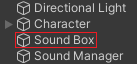 Directional Light
Character
Sound Box
Sound Manager